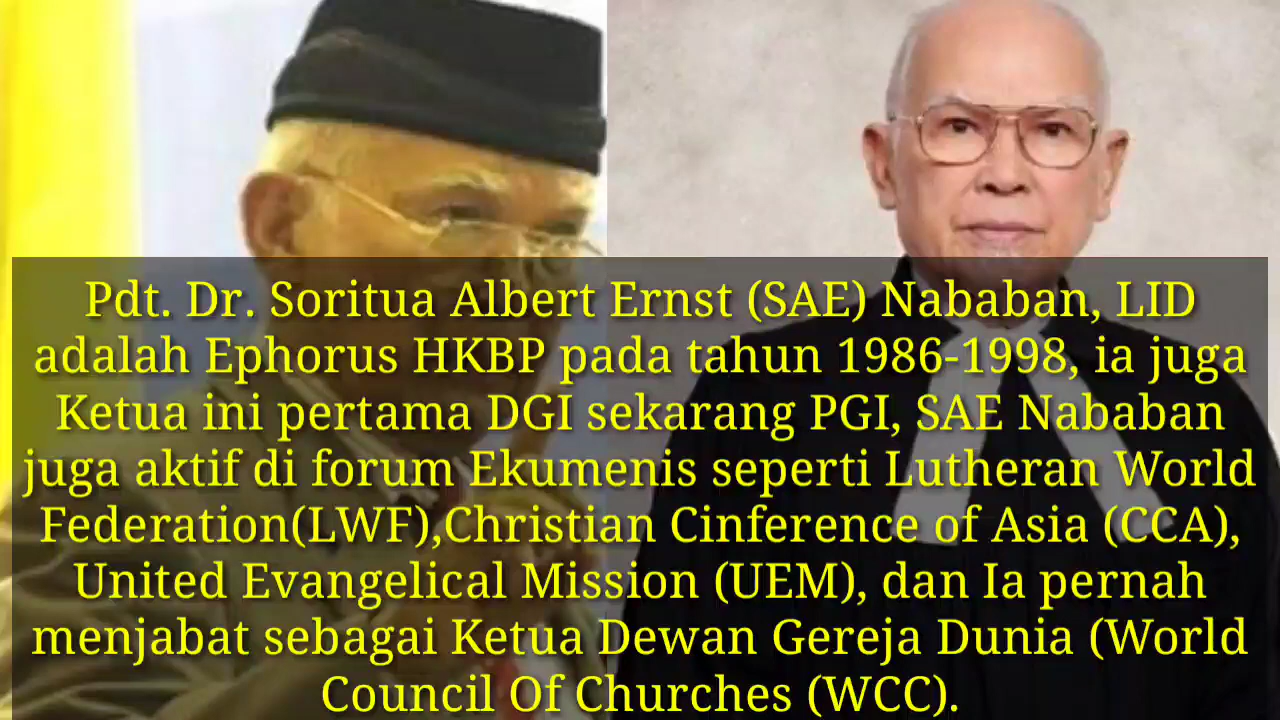 Pdt. Dr. Soritua Albert Ernst (SAE) Nababan, LID
adalah Ephorus HKBP pada tahun 1986-1998, ia juga
Ketua ini pertama DGI sekarang PGI, SAE Nababan
juga aktif di forum Ekumenis seperti Lutheran World
Federation(LWF),Christian Cinference of Asia (CCA),
United Evangelical Mission (UEM), dan Ia pernah
menjabat sebagai Ketua Dewan Gereja Dunia (World
Council Of Churches (WCC).